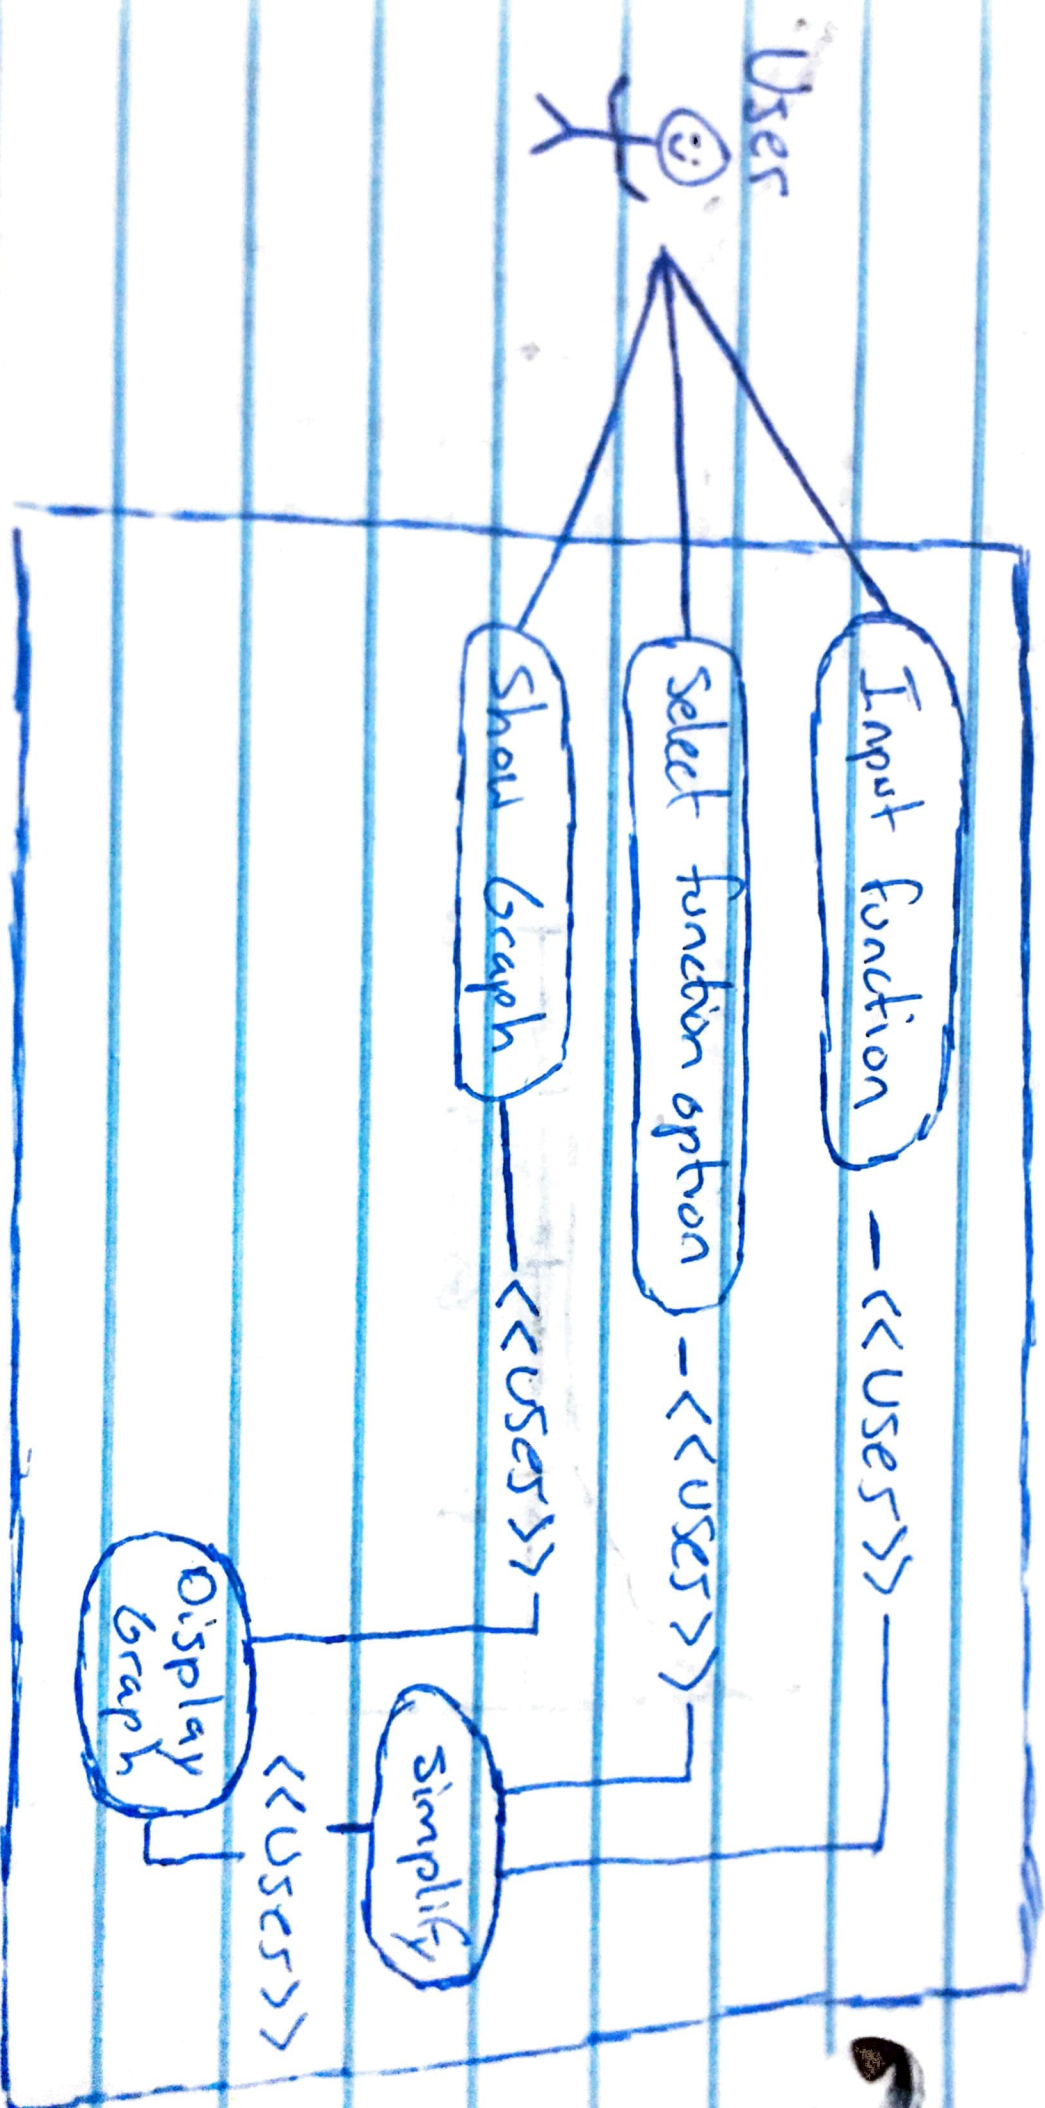 User
Input function
<<uses>>
Select function option
<<uses>>
Show Graph
<<uses>>
Simplify
<<uses>>
Display
Graph